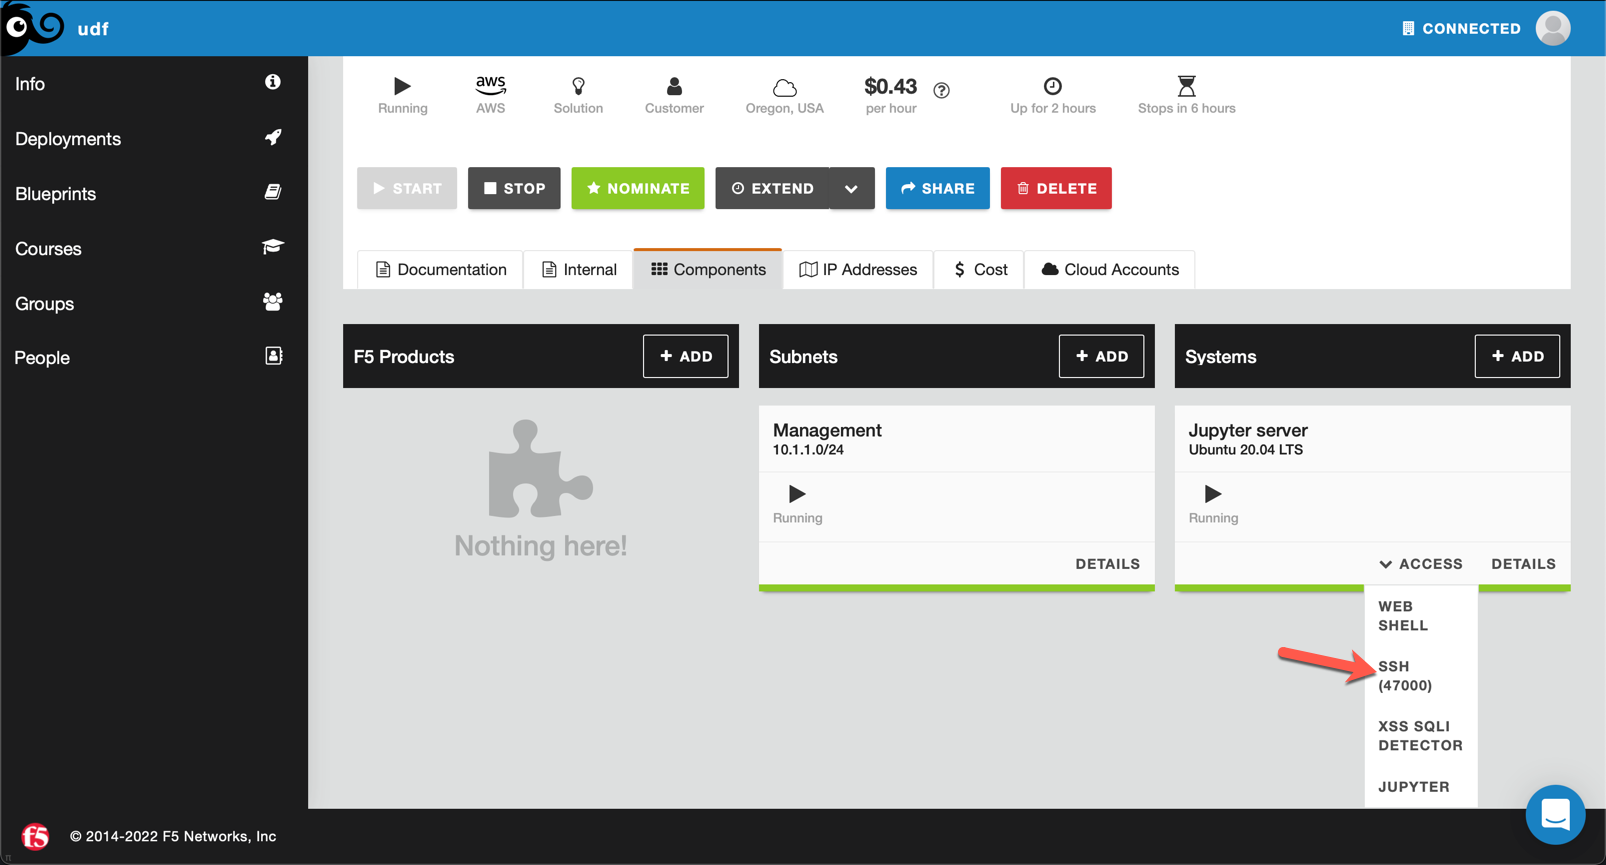 udf
CONNECTED
Info
Deployments
Blueprints
Courses
Groups
People
Running
aws
AWS
Solution
Customer
Oregon, USA
$0.43
per hour
Up for 2 hours
Stops in 6 hours
START
STOP
NOMINATE
EXTEND
SHARE
DELETE
Documentation
Internal
Components
IP Addresses
$ Cost
Cloud Accounts
F5 Products
+ ADD
Subnets
+ ADD
Systems
+ ADD
Nothing here!
Management
10.1.1.0/24
Running
DETAILS
Jupyter server
Ubuntu 20.04 LTS
Running
ACCESS
DETAILS
WEB
SHELL
SSH
(47000)
XSS SQLI
DETECTOR
JUPYTER
f5
© 2014-2022 F5 Networks, Inc